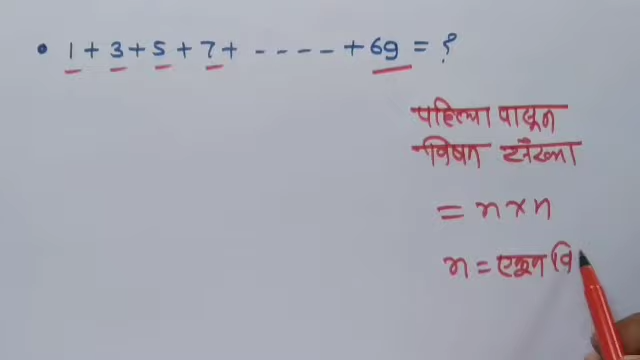 • 1 + 3 + 5 + 7 + - - - - + 69 = ?
पहिल्या पासून
विषम संख्या
= n × n
n = एकूण वि